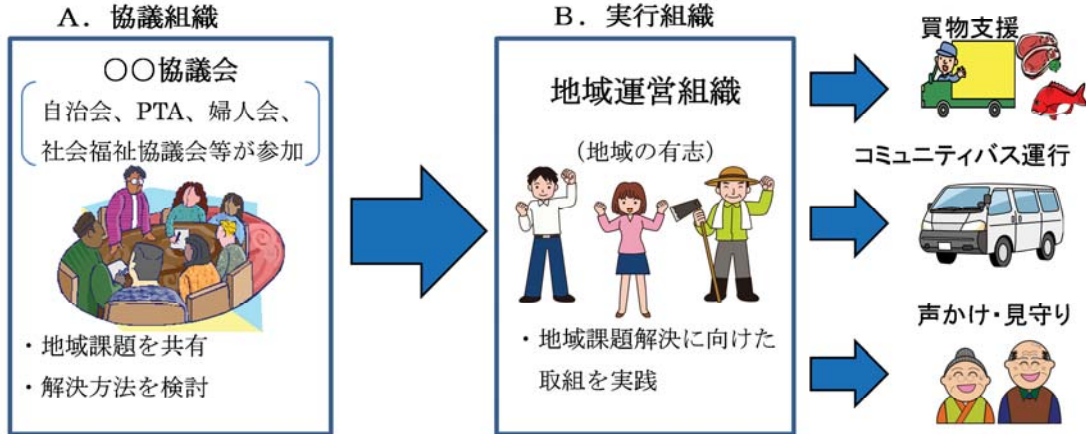 A．協議組織
〇〇協議会
自治会、PTA、婦人会、
社会福祉協議会等が参加
・地域課題を共有
・解決方法を検討
B．実行組織
地域運営組織
（地域の有志）
・地域課題解決に向けた
取組を実践
買物支援
コミュニティバス運行
声かけ・見守り